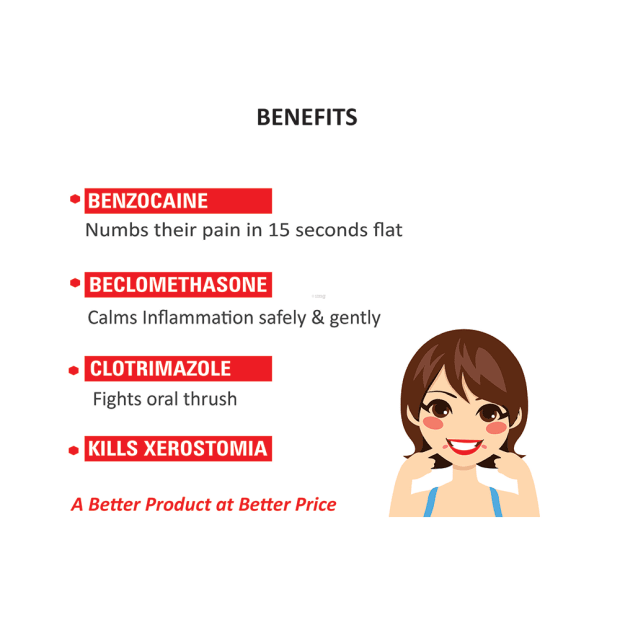 BENEFITS
BENZOCAINE
Numbs their pain in 15 seconds flat
BECLOMETHASONE
Calms Inflammation safely & gently
CLOTRIMAZOLE
Fights oral thrush
KILLS XEROSTOMIA
A Better Product at Better Price